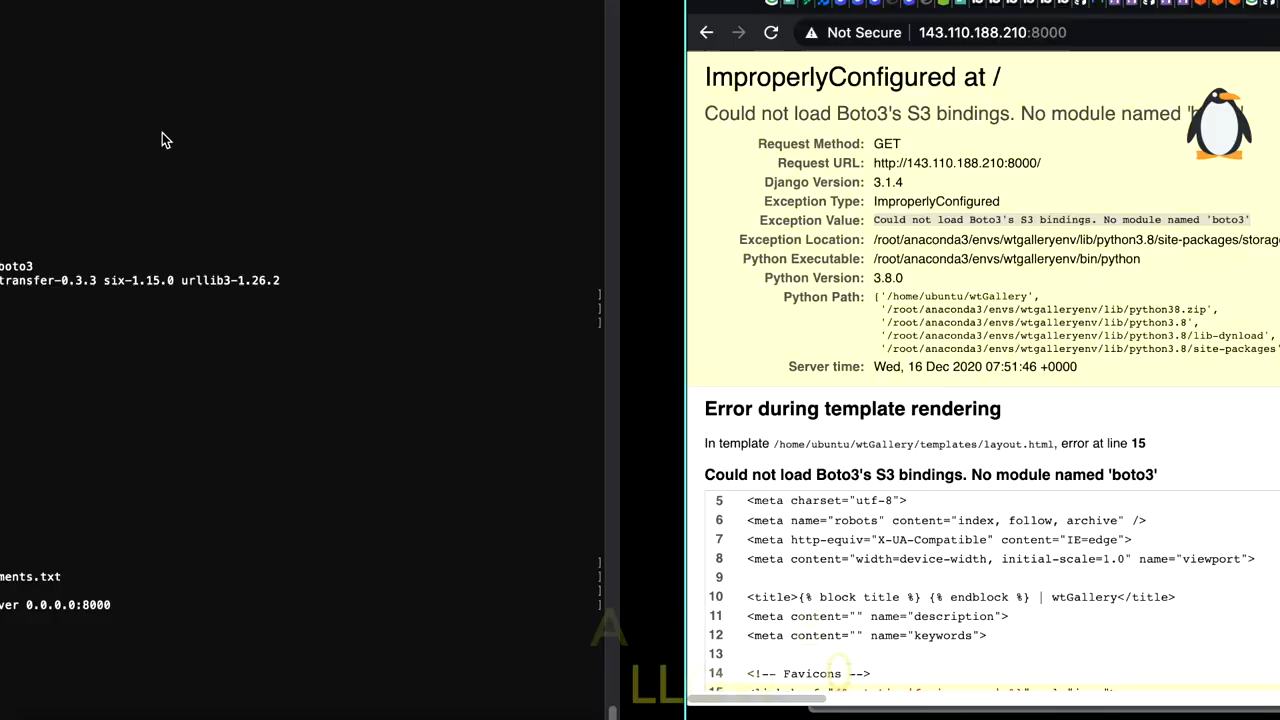 boto3
transfer-0.3.3 six-1.15.0 urllib3-1.26.2
]
]
]
]
ments.txt ]
]
ver 0.0.0.0:8000 ]
A
LL
0
Not Secure 143.110.188.210:8000
ImproperlyConfigured at /
Could not load Boto3's S3 bindings. No module named
Request Method: GET
Request URL: http://143.110.188.210:8000/
Django Version: 3.1.4
Exception Type: ImproperlyConfigured
Exception Value: Could not load Boto3's S3 bindings. No module named 'boto3'
Exception Location: /root/anaconda3/envs/wtgalleryenv/lib/python3.8/site-packages/storag
Python Executable: /root/anaconda3/envs/wtgalleryenv/bin/python
Python Version: 3.8.0
Python Path: ['/home/ubuntu/wtGallery',
'/root/anaconda3/envs/wtgalleryenv/lib/python38.zip',
'/root/anaconda3/envs/wtgalleryenv/lib/python3.8',
'/root/anaconda3/envs/wtgalleryenv/lib/python3.8/lib-dynload',
'/root/anaconda3/envs/wtgalleryenv/lib/python3.8/site-packages'
Server time: Wed, 16 Dec 2020 07:51:46 +0000
Error during template rendering
In template /home/ubuntu/wtGallery/templates/layout.html, error at line 15
Could not load Boto3's S3 bindings. No module named 'boto3'
5 <meta charset="utf-8">
6 <meta name="robots" content="index, follow, archive" />
7 <meta http-equiv="X-UA-Compatible" content="IE=edge">
8 <meta content="width=device-width, initial-scale=1.0" name="viewport">
9
10 <title>{% block title %} {% endblock %} | wtGallery</title>
11 <meta content="" name="description">
12 <meta content="" name="keywords">
13
14 <!-- Favicons -->